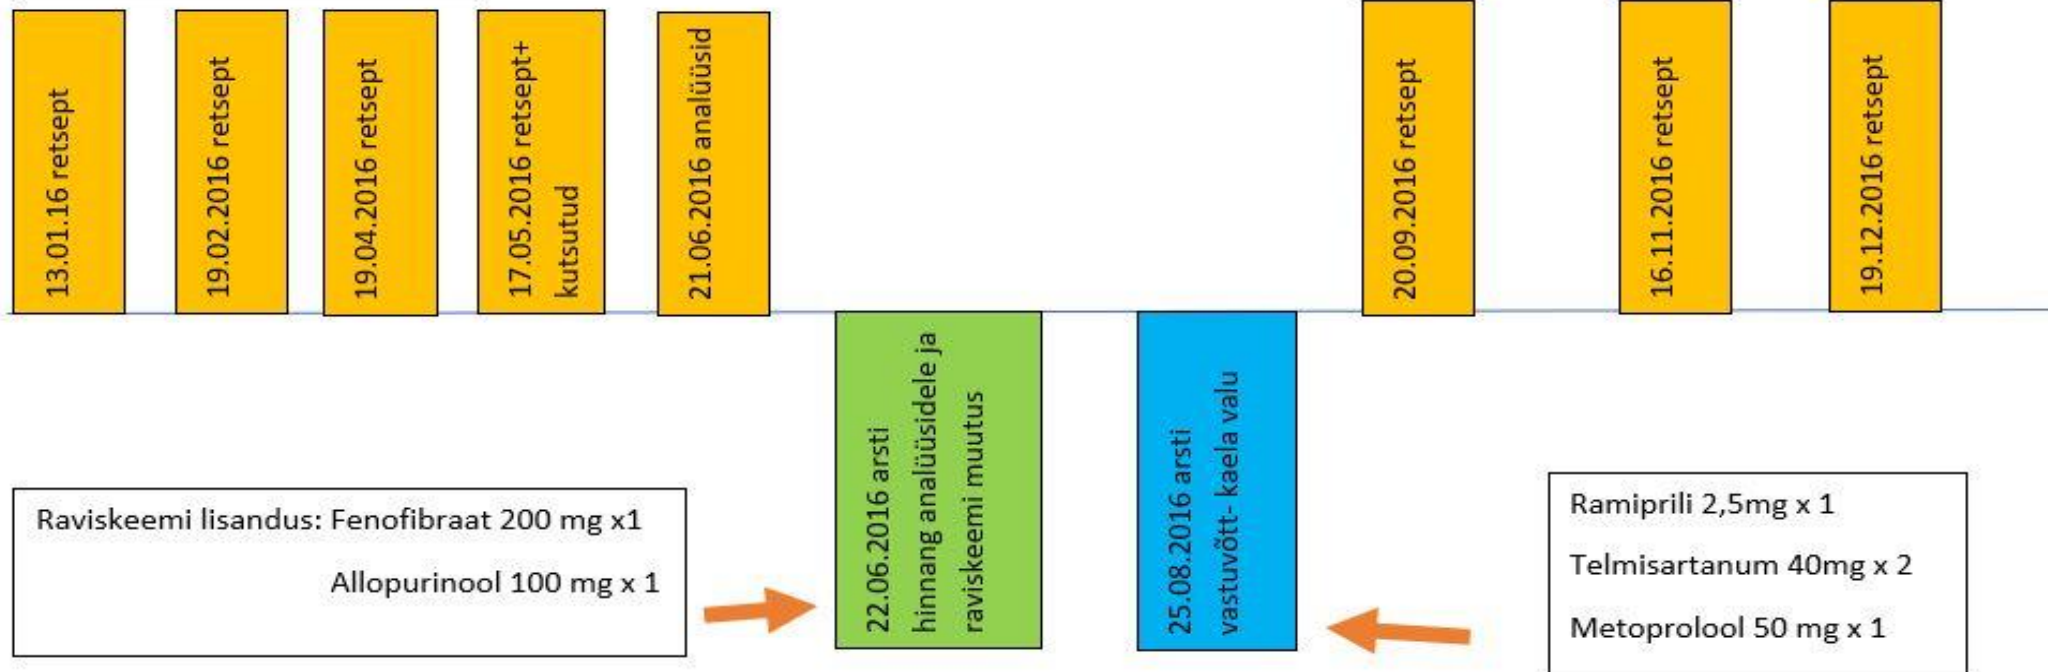 13.01.16 retsept
19.02.2016 retsept
19.04.2016 retsept
17.05.2016 retsept+
kutsutud
21.06.2016 analüüsid
20.09.2016 retsept
16.11.2016 retsept
19.12.2016 retsept
22.06.2016 arsti
hinnang analüüsidele ja
raviskeemi muutus
25.08.2016 arsti
vastuvõtt- kaela valu
Raviskeemi lisandus: Fenofibraat 200 mg x1
Allopurinool 100 mg x 1
Ramiprili 2,5mg x 1
Telmisartanum 40mg x 2
Metoprolool 50 mg x 1